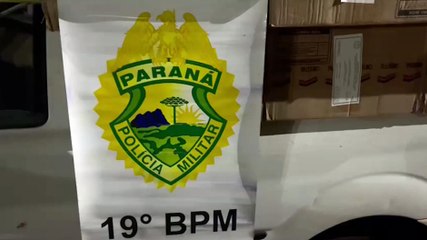 PARANÁ
POLÍCIA MILITAR
19° BPM